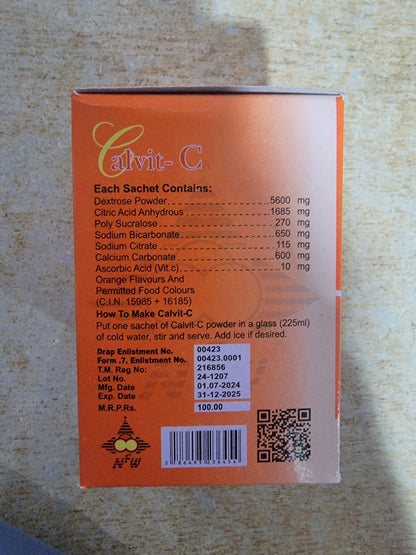 Calvit- C
Each Sachet Contains:
Dextrose Powder 5600 mg
Citric Acid Anhydrous 1685 mg
Poly Sucralose 270 mg
Sodium Bicarbonate 650 mg
Sodium Citrate 115 mg
Calcium Carbonate 600 mg
Ascorbic Acid (Vit.c) 10 mg
Orange Flavours And
Permitted Food Colours
(C.I.N. 15985 + 16185)
How To Make Calvit-C
Put one sachet of Calvit-C powder in a glass (225ml)
of cold water, stir and serve. Add ice if desired.
Drap Enlistment No. 00423
Form .7. Enlistment No. 00423.0001
T.M. Reg No: 216856
Lot No. 24-1207
Mfg. Date 01.07-2024
Exp. Date 31-12-2025
M.R.P.Rs. 100.00
NFW